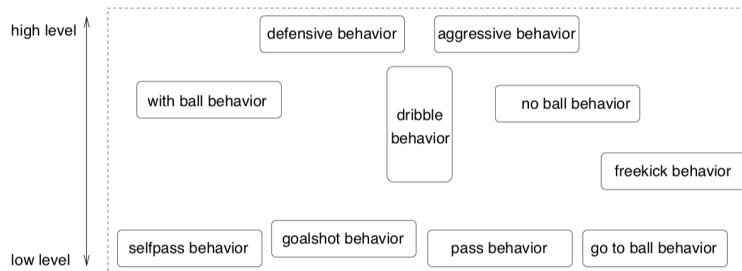 high level
defensive behavior
aggressive behavior
with ball behavior
dribble
behavior
no ball behavior
freekick behavior
selfpass behavior
goalshot behavior
pass behavior
go to ball behavior
low level